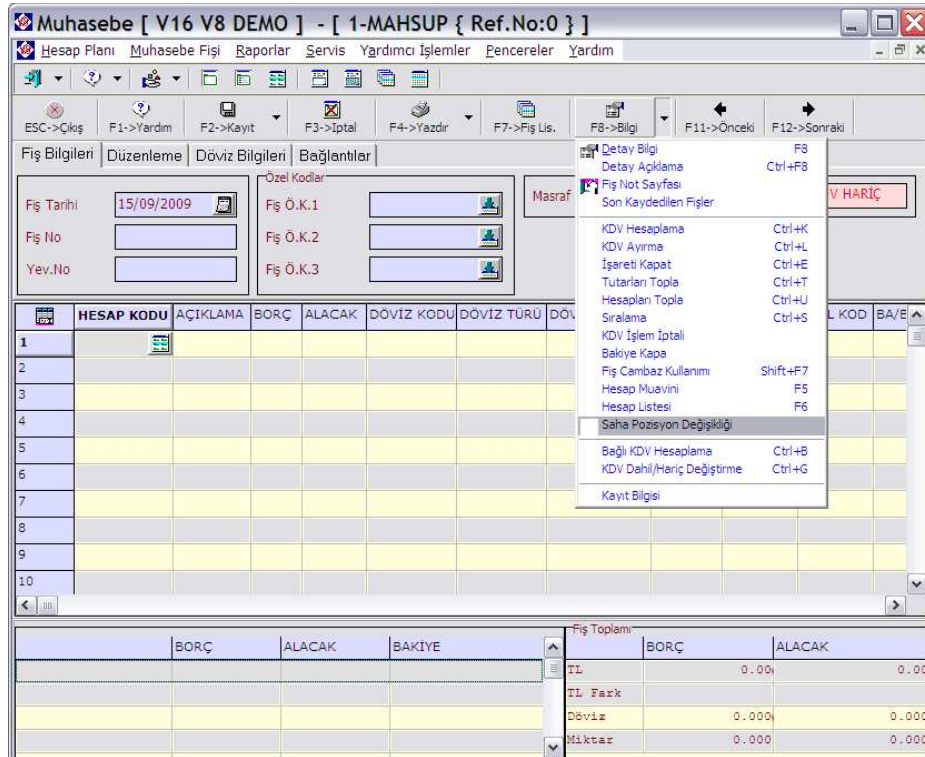 Muhasebe [ V16 V8 DEMO ] - [ 1-MAHSUP { Ref.No:0 } ]
Hesap Planı Muhasebe Fişi Raporlar Servis Yardımcı İşlemler Pencereler Yardım
ESC->Çıkış F1->Yardım F2->Kayıt F3->İptal F4->Yazdır F7->Fiş Lis. F8->Bilgi F11->Önceki F12->Sonraki
Fiş Bilgileri Düzenleme Döviz Bilgileri Bağlantılar
Özel Kodlar
Fiş Tarihi 15/09/2009 Fiş Ö.K.1 Masraf V HARİÇ
Fiş No Fiş Ö.K.2
Yev.No Fiş Ö.K.3
Detay Bilgi F8
Detay Açıklama Ctrl+F8
Fiş Not Sayfası
Son Kaydedilen Fişler
KDV Hesaplama Ctrl+K
KDV Ayırma Ctrl+L
İşareti Kapat Ctrl+E
Tutarları Topla Ctrl+T
Hesapları Topla Ctrl+U
Sıralama Ctrl+S
KDV İşlem İptali
Bakiye Kapa
Fiş Cambaz Kullanımı Shift+F7
Hesap Muavini F5
Hesap Listesi F6
Saha Pozisyon Değişikliği
Bağlı KDV Hesaplama Ctrl+B
KDV Dahil/Hariç Değiştirme Ctrl+G
Kayıt Bilgisi
HESAP KODU AÇIKLAMA BORÇ ALACAK DÖVİZ KODU DÖVİZ TÜRÜ DÖV L KOD BA/B
1
2
3
4
5
6
7
8
9
10
BORÇ ALACAK BAKİYE
Fiş Toplamı
BORÇ ALACAK
TL 0.00 0.00
TL Fark
Döviz 0.000 0.000
Miktar 0.000 0.000